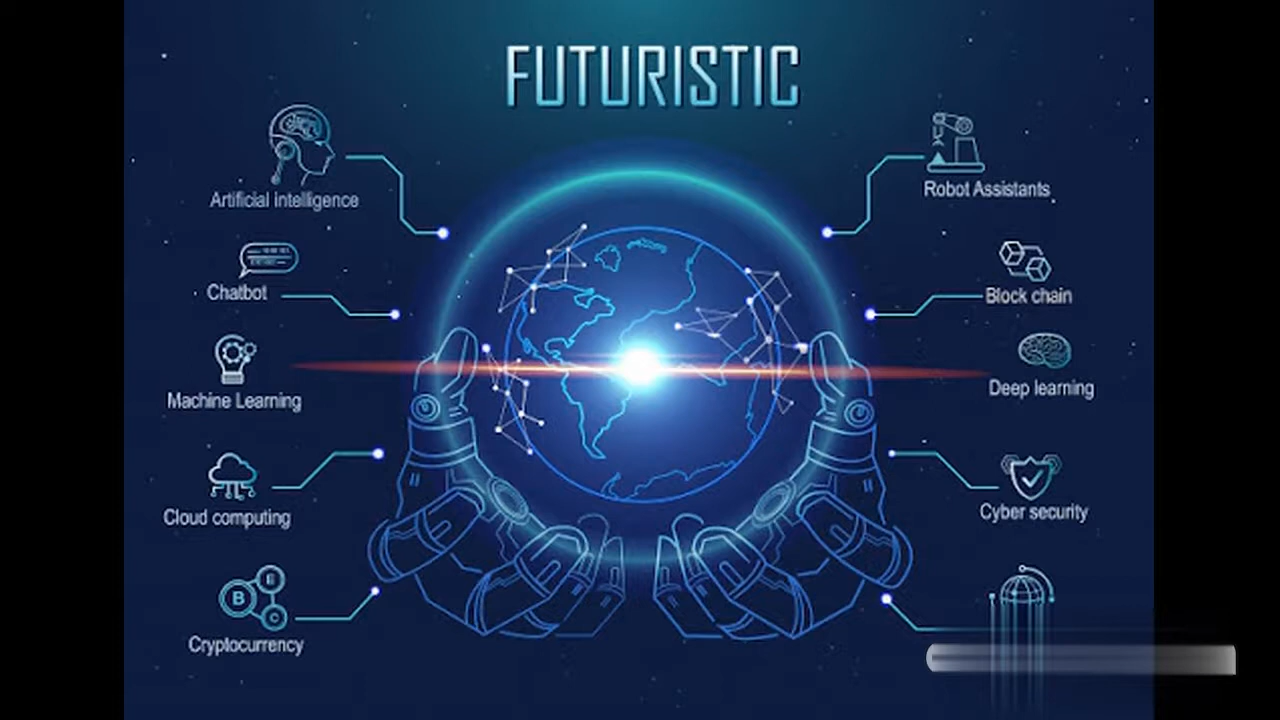 FUTURISTIC
Artificial intelligence
Robot Assistants
Chatbot
Block chain
Machine Learning
Deep learning
Cloud computing
Cyber security
B
E
C
Cryptocurrency